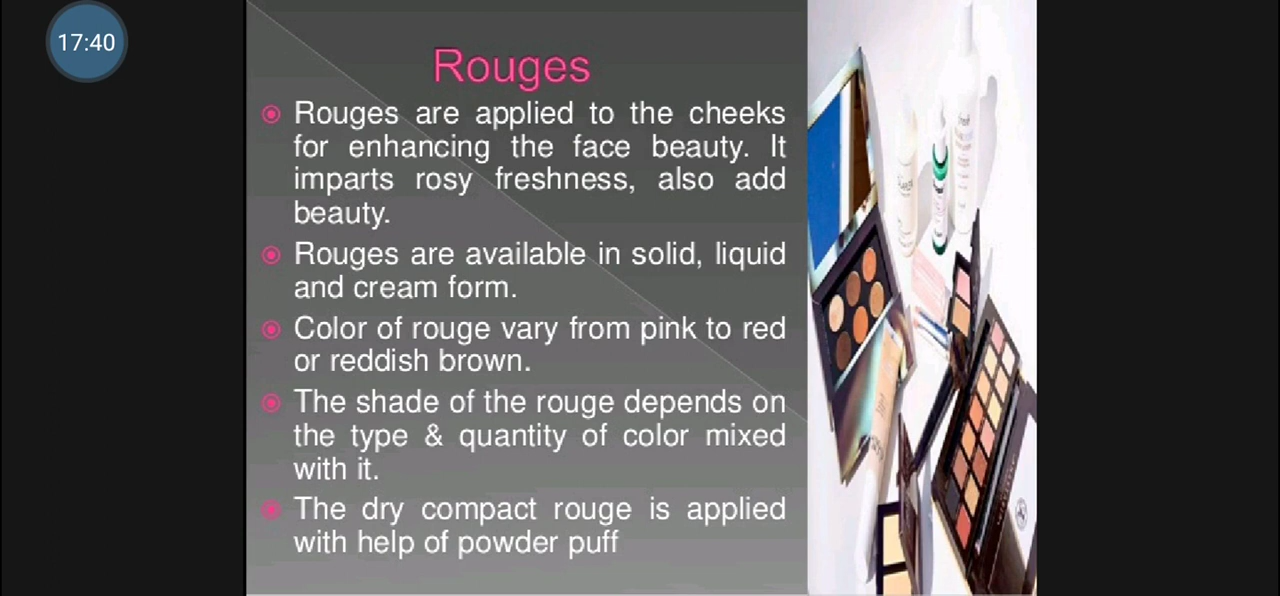 17:40
Rouges
Rouges are applied to the cheeks
for enhancing the face beauty. It
imparts rosy freshness, also add
beauty.
Rouges are available in solid, liquid
and cream form.
Color of rouge vary from pink to red
or reddish brown.
The shade of the rouge depends on
the type & quantity of color mixed
with it.
The dry compact rouge is applied
with help of powder puff